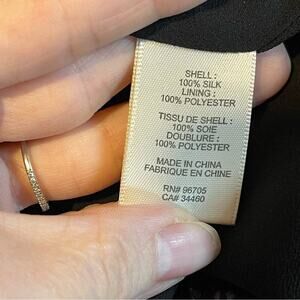 SHELL :
100% SILK
LINING :
100% POLYESTER
TISSU DE SHELL :
100% SOIE
DOUBLURE :
100% POLYESTER
MADE IN CHINA
FABRIQUE EN CHINE
RN# 96705
CA# 34460